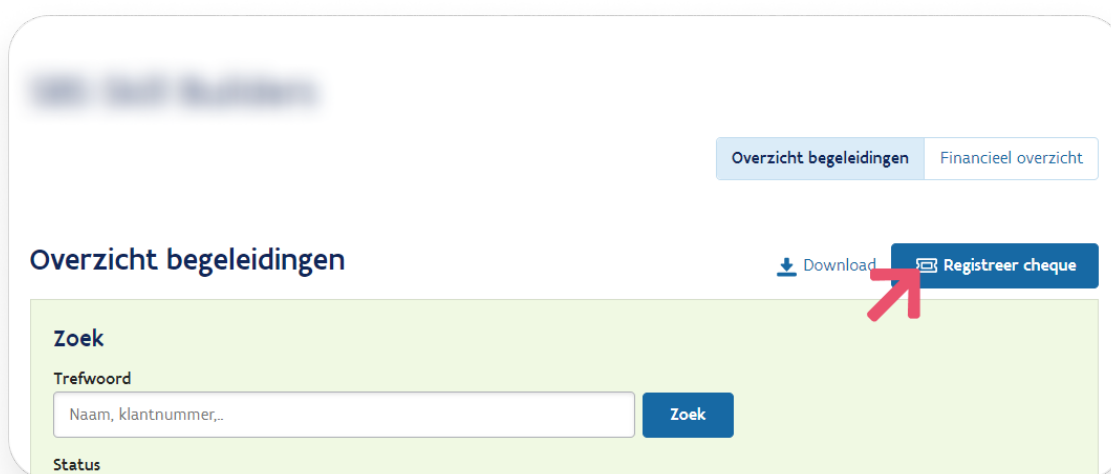 Overzicht begeleidingen Financieel overzicht
Overzicht begeleidingen
Download Registreer cheque
Zoek
Trefwoord
Naam, klantnummer,.. Zoek
Status